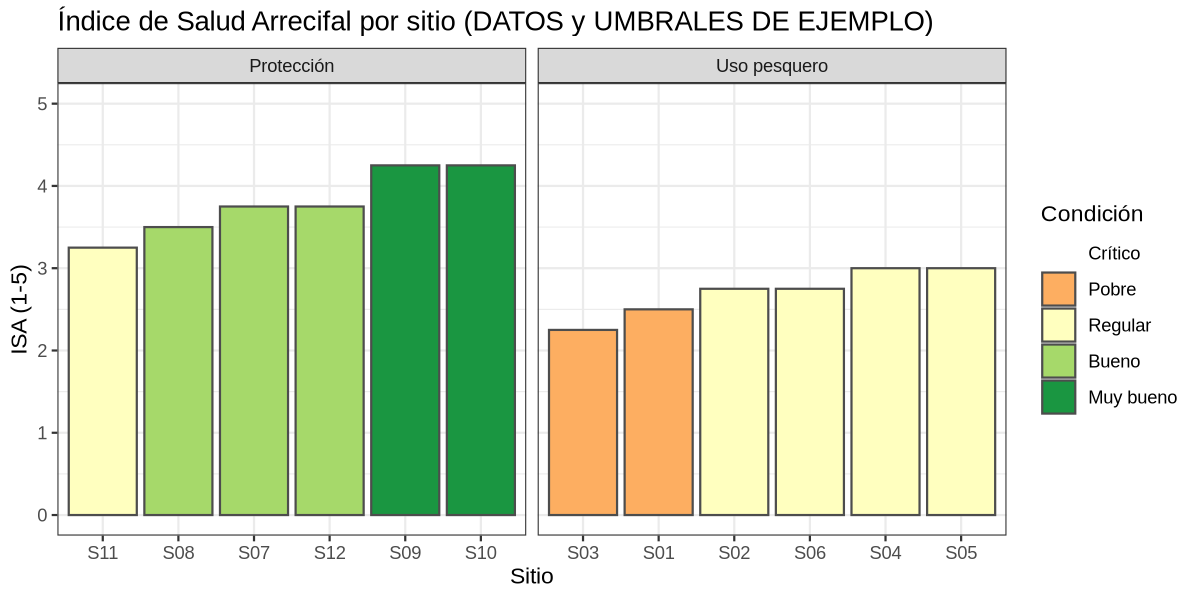 Índice de Salud Arrecifal por sitio (DATOS y UMBRALES DE EJEMPLO)
Protección
Uso pesquero
ISA (1-5)
5
4
3
2
1
0
S11 S08 S07 S12 S09 S10
S03 S01 S02 S06 S04 S05
Sitio
Condición
Crítico
Pobre
Regular
Bueno
Muy bueno